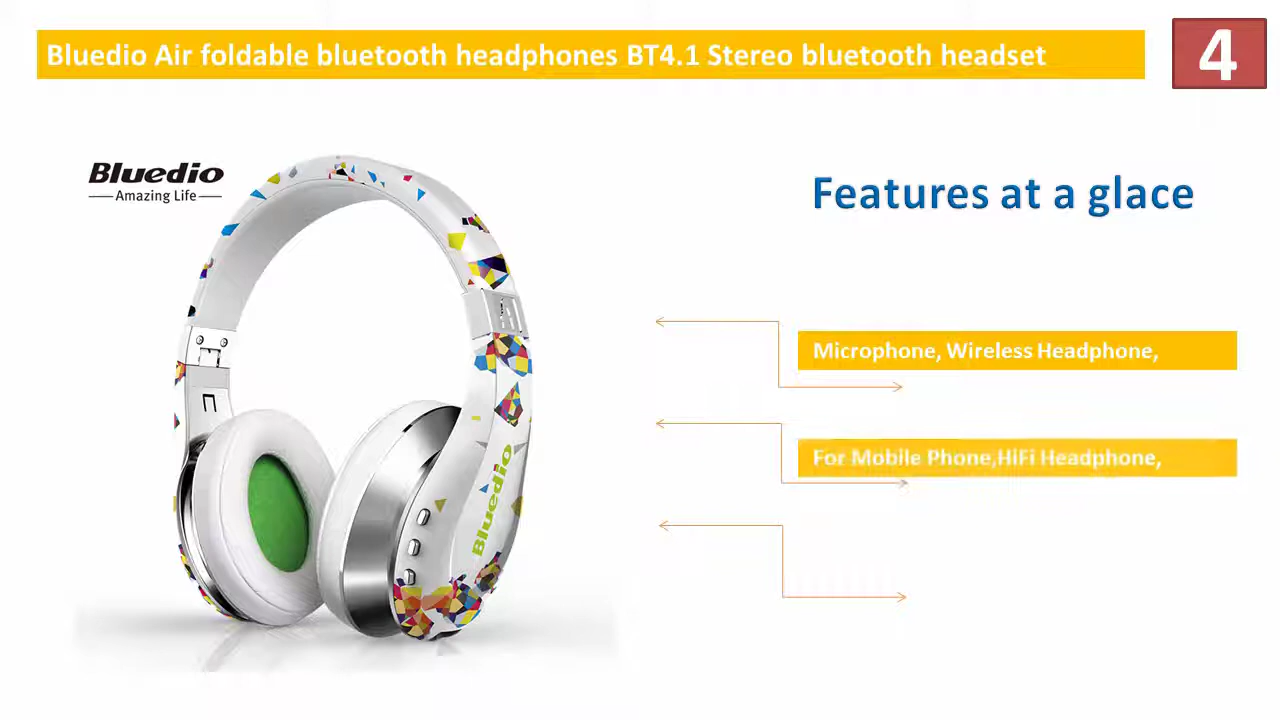 Bluedio Air foldable bluetooth headphones BT4.1 Stereo bluetooth headset
4
Bluedio
Amazing Life
Features at a glace
Microphone, Wireless Headphone,
For Mobile Phone,HiFi Headphone,
Bluedio